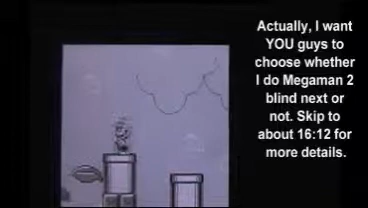 Actually, I want
YOU guys to
choose whether
I do Megaman 2
blind next or
not. Skip to
about 16:12 for
more details.